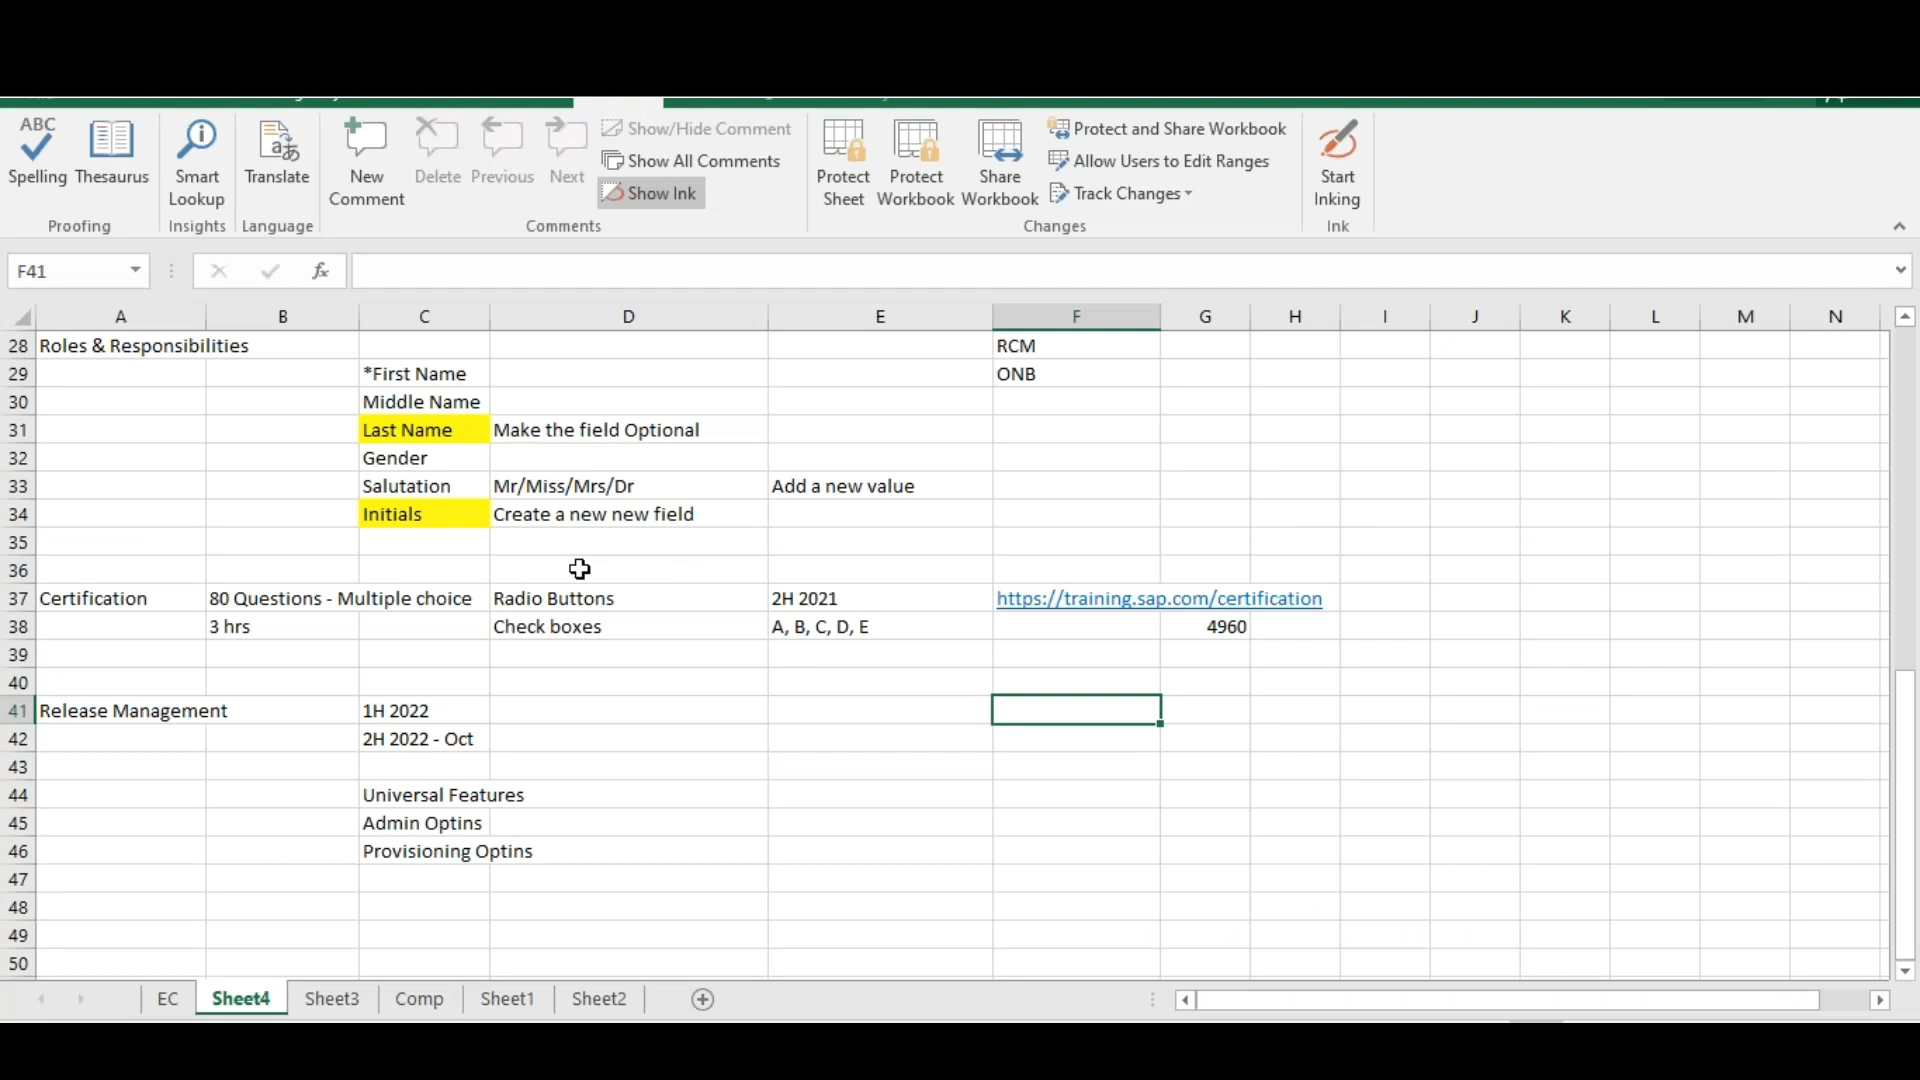 ABC
Spelling
Thesaurus
Proofing
Smart
Lookup
Insights
Translate
Language
New
Comment
Delete
Previous
Next
Show/Hide Comment
Show All Comments
Show Ink
Comments
Protect
Sheet
Protect
Workbook
Share
Workbook
Protect and Share Workbook
Allow Users to Edit Ranges
Track Changes
Changes
Start
Inking
Ink
F41
fx
A B C D E F G H I J K L M N
28 Roles & Responsibilities RCM
29 *First Name ONB
30 Middle Name
31 Last Name Make the field Optional
32 Gender
33 Salutation Mr/Miss/Mrs/Dr Add a new value
34 Initials Create a new new field
35
36
37 Certification 80 Questions - Multiple choice Radio Buttons 2H 2021 https://training.sap.com/certification
38 3 hrs Check boxes A, B, C, D, E 4960
39
40
41 Release Management 1H 2022
42 2H 2022 - Oct
43
44 Universal Features
45 Admin Optins
46 Provisioning Optins
47
48
49
50
EC Sheet4 Sheet3 Comp Sheet1 Sheet2